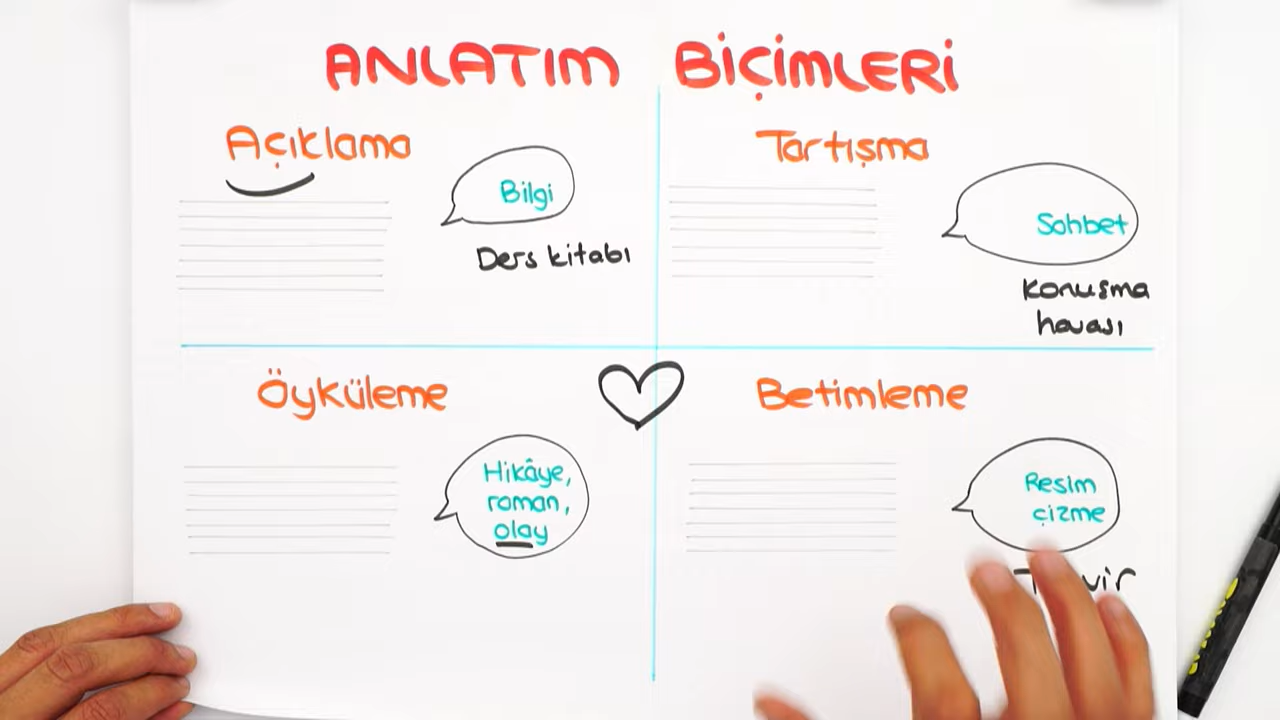 ANLATIM BİÇİMLERİ
Açıklama
Bilgi
Ders kitabı
Tartışma
Sohbet
Konuşma
havası
Öyküleme
Hikâye,
roman,
olay
Betimleme
Resim
çizme